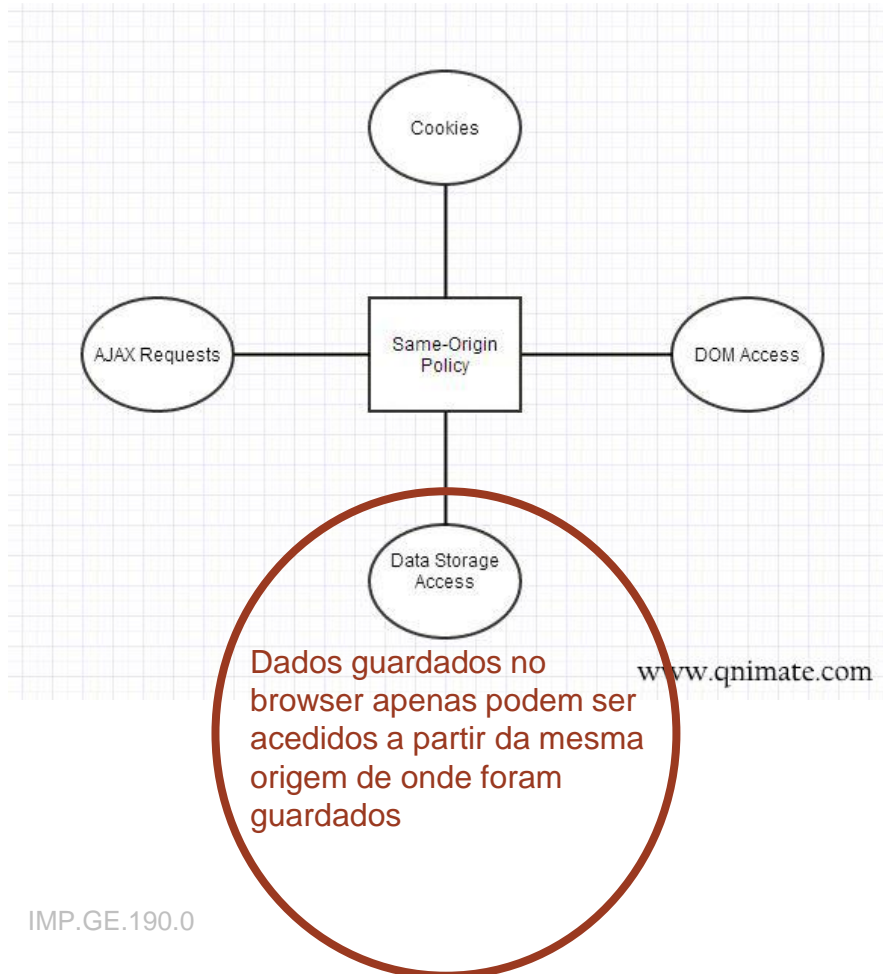 Cookies
AJAX Requests
Same-Origin
Policy
DOM Access
Data Storage
Access
Dados guardados no
browser apenas podem ser
acedidos a partir da mesma
origem de onde foram
guardados
www.qnimate.com
IMP.GE.190.0